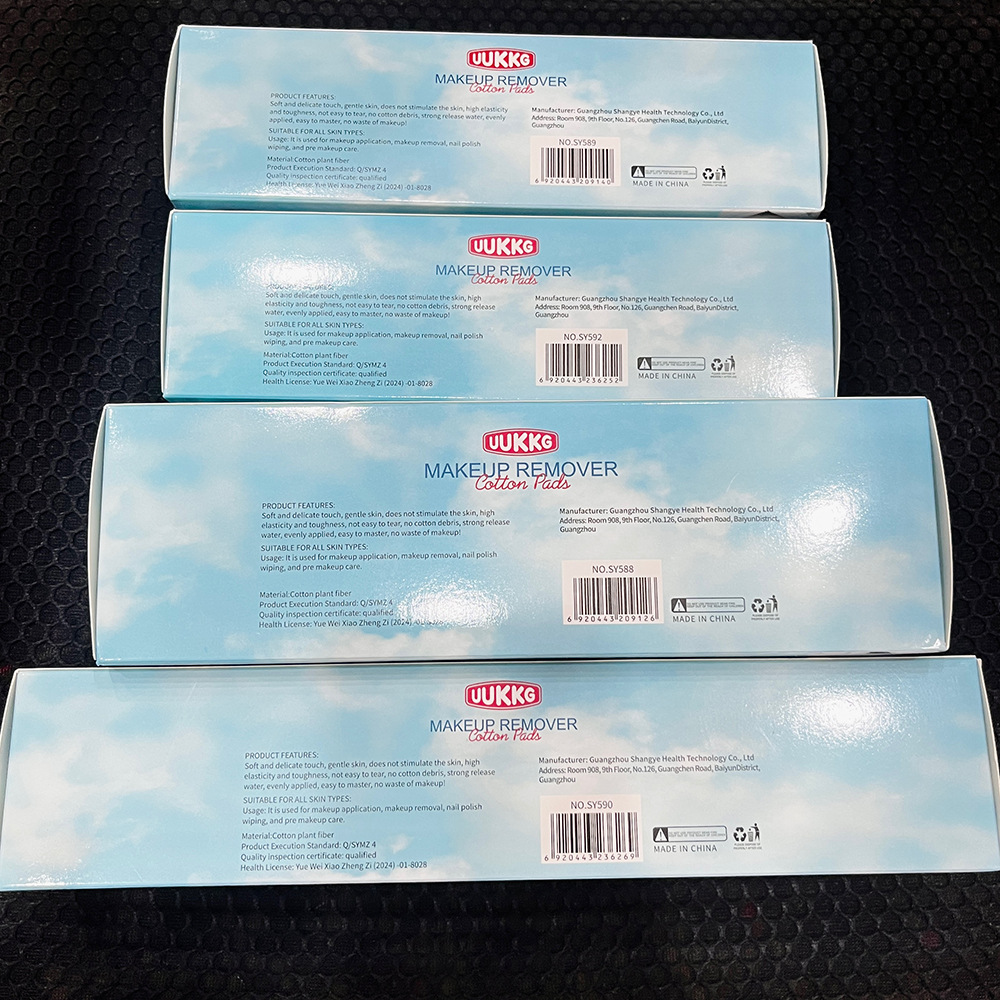 UUKKG
MAKEUP REMOVER
Cotton Pads
PRODUCT FEATURES:
Soft and delicate touch, gentle skin, does not stimulate the skin, high elasticity
and toughness, not easy to tear, no cotton debris, strong release water, evenly
applied, easy to master, no waste of makeup!
SUITABLE FOR ALL SKIN TYPES:
Usage: It is used for makeup application, makeup removal, nail polish
wiping, and pre makeup care.
Material:Cotton plant fiber
Product Execution Standard: Q/SYMZ 4
Quality inspection certificate: qualified
Health License: Yue Wei Xiao Zheng Zi (2024) -01-8028
Manufacturer: Guangzhou Shangye Health Technology Co., Ltd
Address: Room 908, 9th Floor, No.126, Guangchen Road, BaiyunDistrict,
Guangzhou
NO.SY589
6 920443 209140
MADE IN CHINA
UUKKG
MAKEUP REMOVER
Cotton Pads
Soft and delicate touch, gentle skin, does not stimulate the skin, high
elasticity and toughness, not easy to tear, no cotton debris, strong release
water, evenly applied, easy to master, no waste of makeup!
SUITABLE FOR ALL SKIN TYPES:
Usage: It is used for makeup application, makeup removal, nail polish
wiping, and pre makeup care.
Material:Cotton plant fiber
Product Execution Standard: Q/SYMZ 4
Quality inspection certificate: qualified
Health License: Yue Wei Xiao Zheng Zi (2024) -01-8028
Manufacturer: Guangzhou Shangye Health Technology Co., Ltd
Address: Room 908, 9th Floor, No.126, Guangchen Road, BaiyunDistrict,
Guangzhou
NO.SY592
6 920443 236252
MADE IN CHINA
UUKKG
MAKEUP REMOVER
Cotton Pads
PRODUCT FEATURES:
Soft and delicate touch, gentle skin, does not stimulate the skin, high
elasticity and toughness, not easy to tear, no cotton debris, strong release
water, evenly applied, easy to master, no waste of makeup!
SUITABLE FOR ALL SKIN TYPES:
Usage: It is used for makeup application, makeup removal, nail polish
wiping, and pre makeup care.
Material:Cotton plant fiber
Product Execution Standard: Q/SYMZ 4
Quality inspection certificate: qualified
Health License: Yue Wei Xiao Zheng Zi (2024)
Manufacturer: Guangzhou Shangye Health Technology Co., Ltd
Address: Room 908, 9th Floor, No.126, Guangchen Road, BaiyunDistrict,
Guangzhou
NO.SY588
6 920443 209126
MADE IN CHINA
UUKKG
MAKEUP REMOVER
Cotton Pads
PRODUCT FEATURES:
Soft and delicate touch, gentle skin, does not stimulate the skin, high
elasticity and toughness, not easy to tear, no cotton debris, strong release
water, evenly applied, easy to master, no waste of makeup!
SUITABLE FOR ALL SKIN TYPES:
Usage: It is used for makeup application, makeup removal, nail polish
wiping, and pre makeup care.
Material:Cotton plant fiber
Product Execution Standard: Q/SYMZ 4
Quality inspection certificate: qualified
Health License: Yue Wei Xiao Zheng Zi (2024) -01-8028
Manufacturer: Guangzhou Shangye Health Technology Co., Ltd
Address: Room 908, 9th Floor, No.126, Guangchen Road, BaiyunDistrict,
Guangzhou
NO.SY590
6 920443 236269
MADE IN CHINA